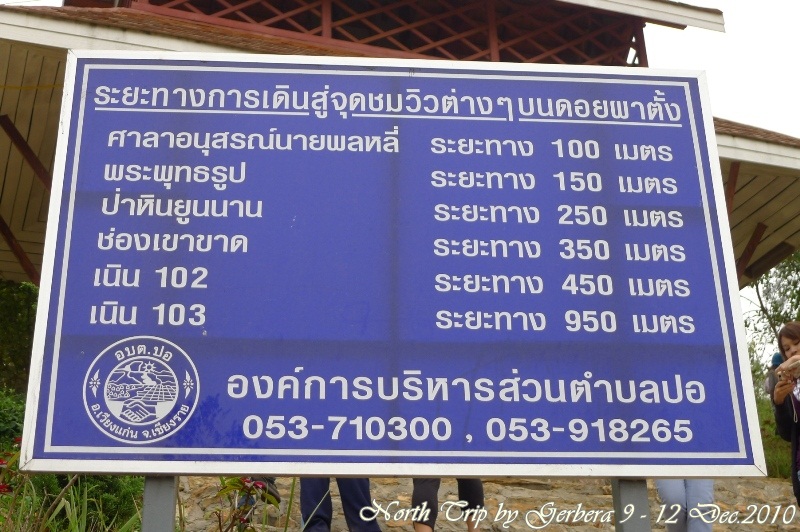 ระยะทางการเดินสู่จุดชมวิวต่างๆบนดอยผาตั้ง
ศาลาอนุสรณ์นายพลหลี่ ระยะทาง 100 เมตร
พระพุทธรูป ระยะทาง 150 เมตร
ป่าหินยูนนาน ระยะทาง 250 เมตร
ช่องเขาขาด ระยะทาง 350 เมตร
เนิน 102 ระยะทาง 450 เมตร
เนิน 103 ระยะทาง 950 เมตร
อบต.ปอ
อ.เวียงแก่น จ.เชียงราย
องค์การบริหารส่วนตำบลปอ
053-710300 , 053-918265
North Trip by Gerbera 9 - 12 Dec.2010